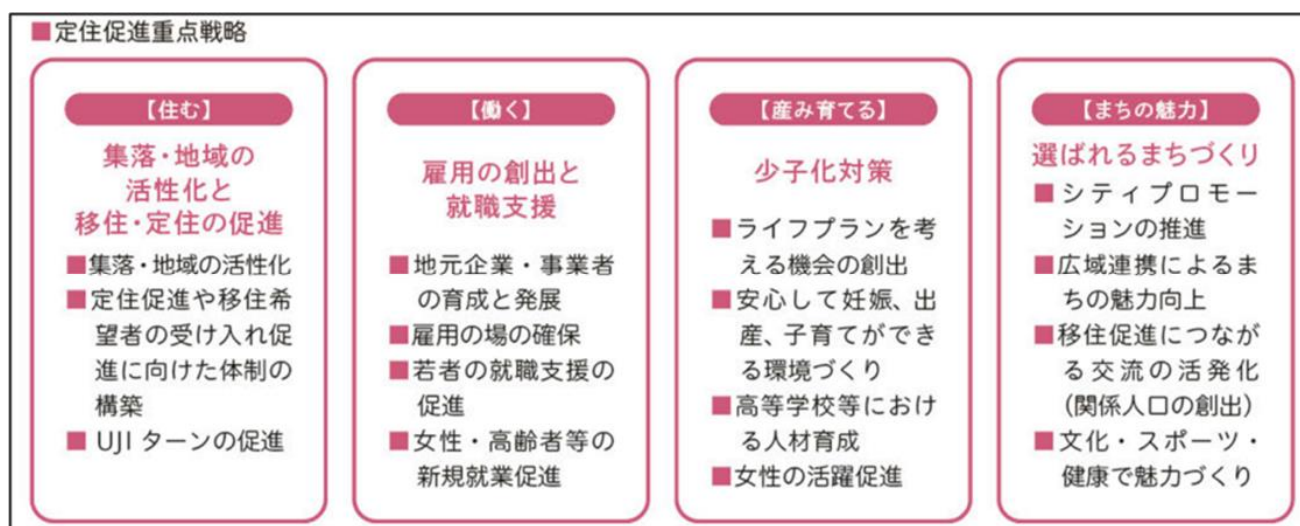 ■定住促進重点戦略
【住む】
集落・地域の
活性化と
移住・定住の促進
■集落・地域の活性化
■定住促進や移住希
望者の受け入れ促
進に向けた体制の
構築
■UJIターンの促進
【働く】
雇用の創出と
就職支援
■地元企業・事業者
の育成と発展
■雇用の場の確保
■若者の就職支援の
促進
■女性・高齢者等の
新規就業促進
【産み育てる】
少子化対策
■ライフプランを考
える機会の創出
■安心して妊娠、出
産、子育てができ
る環境づくり
■高等学校等におけ
る人材育成
■女性の活躍促進
【まちの魅力】
選ばれるまちづくり
■シティプロモー
ションの推進
■広域連携によるま
ちの魅力向上
■移住促進につなが
る交流の活発化
（関係人口の創出）
■文化・スポーツ・
健康で魅力づくり